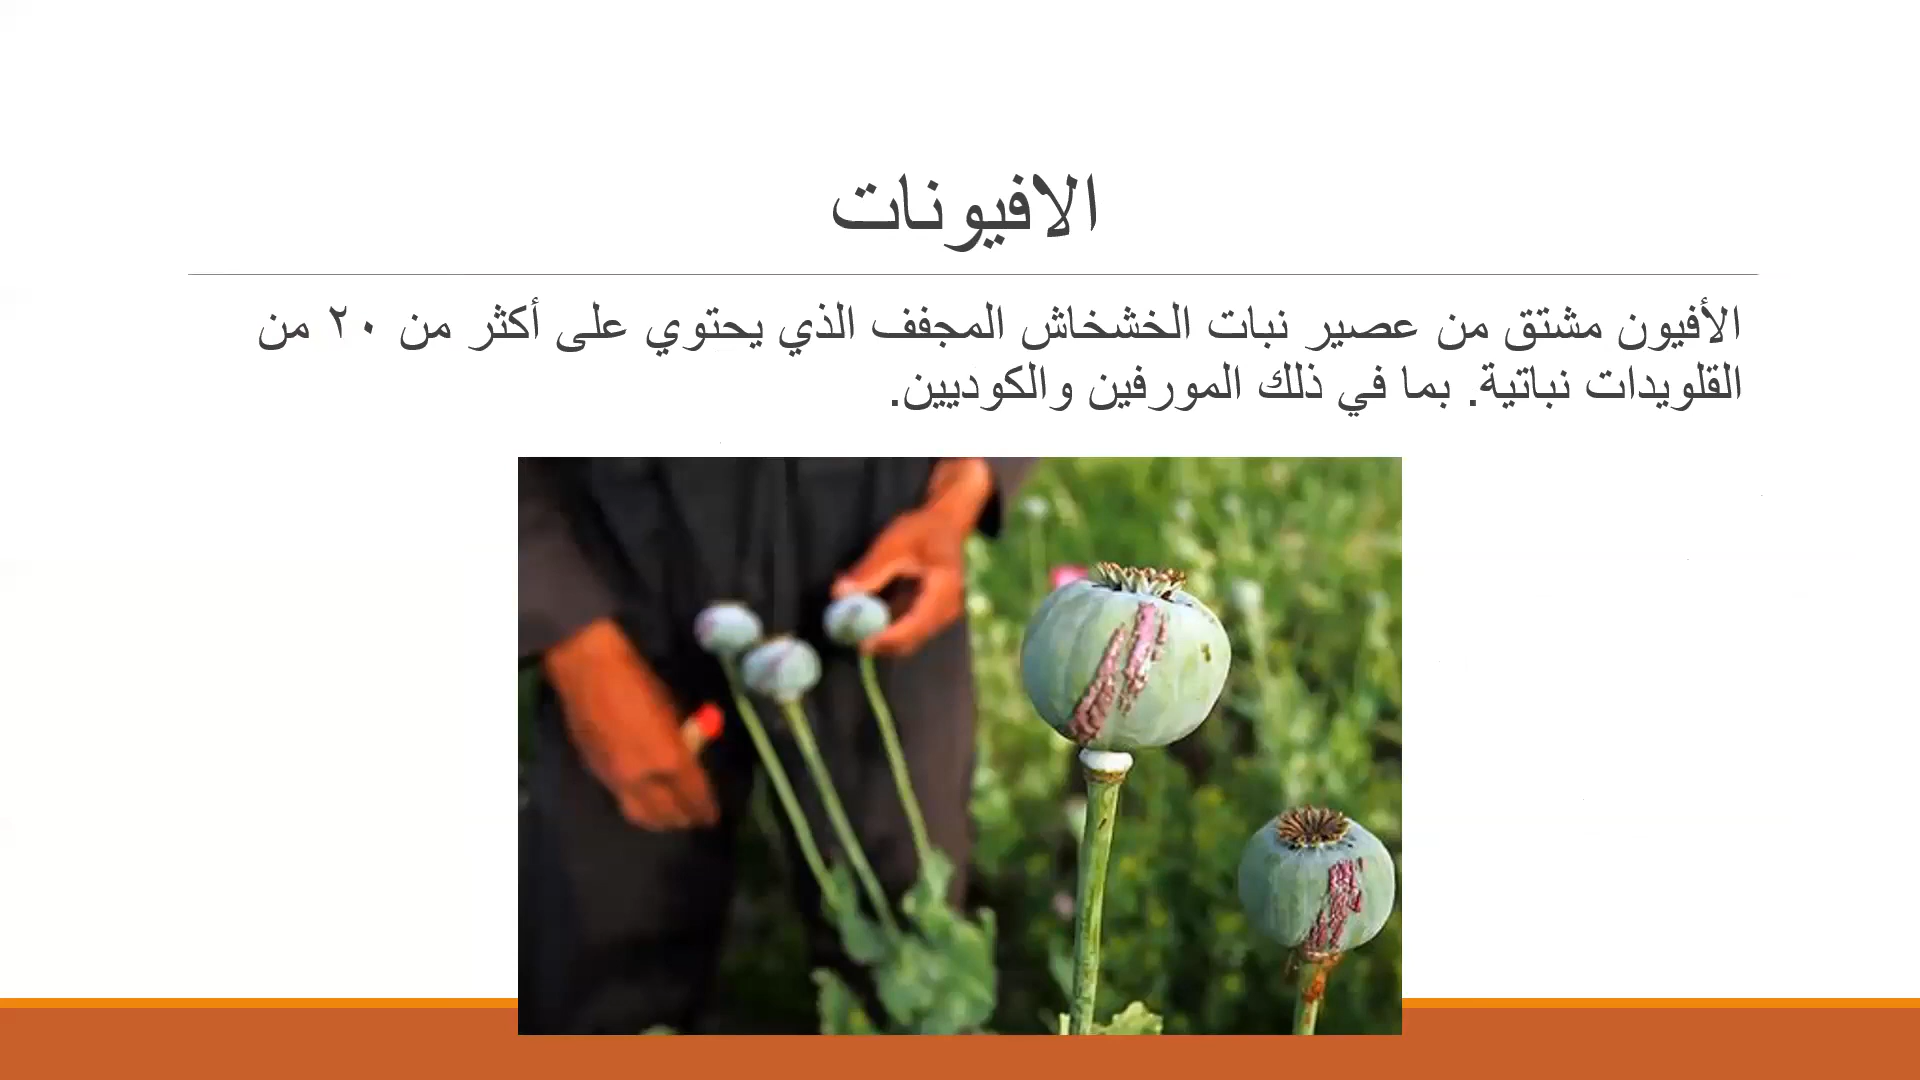 الافيونات
الأفيون مشتق من عصير نبات الخشخاش المجفف الذي يحتوي على أكثر من ٢٠ من
القلويدات نباتية. بما في ذلك المورفين والكوديين.